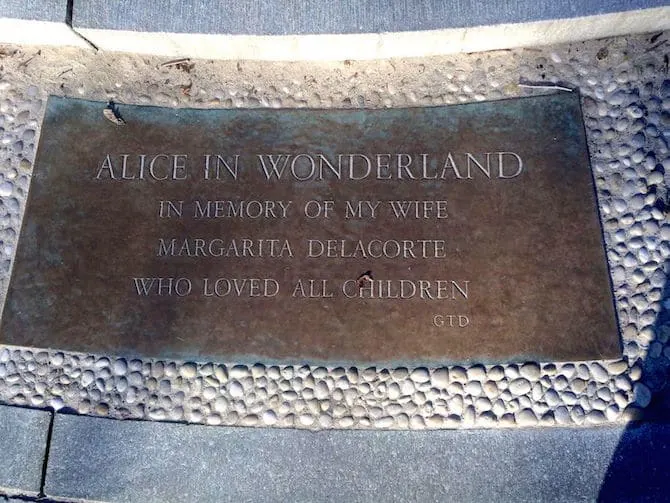 ALICE IN WONDERLAND
IN MEMORY OF MY WIFE
MARGARITA DELACORTE
WHO LOVED ALL CHILDREN
GTD